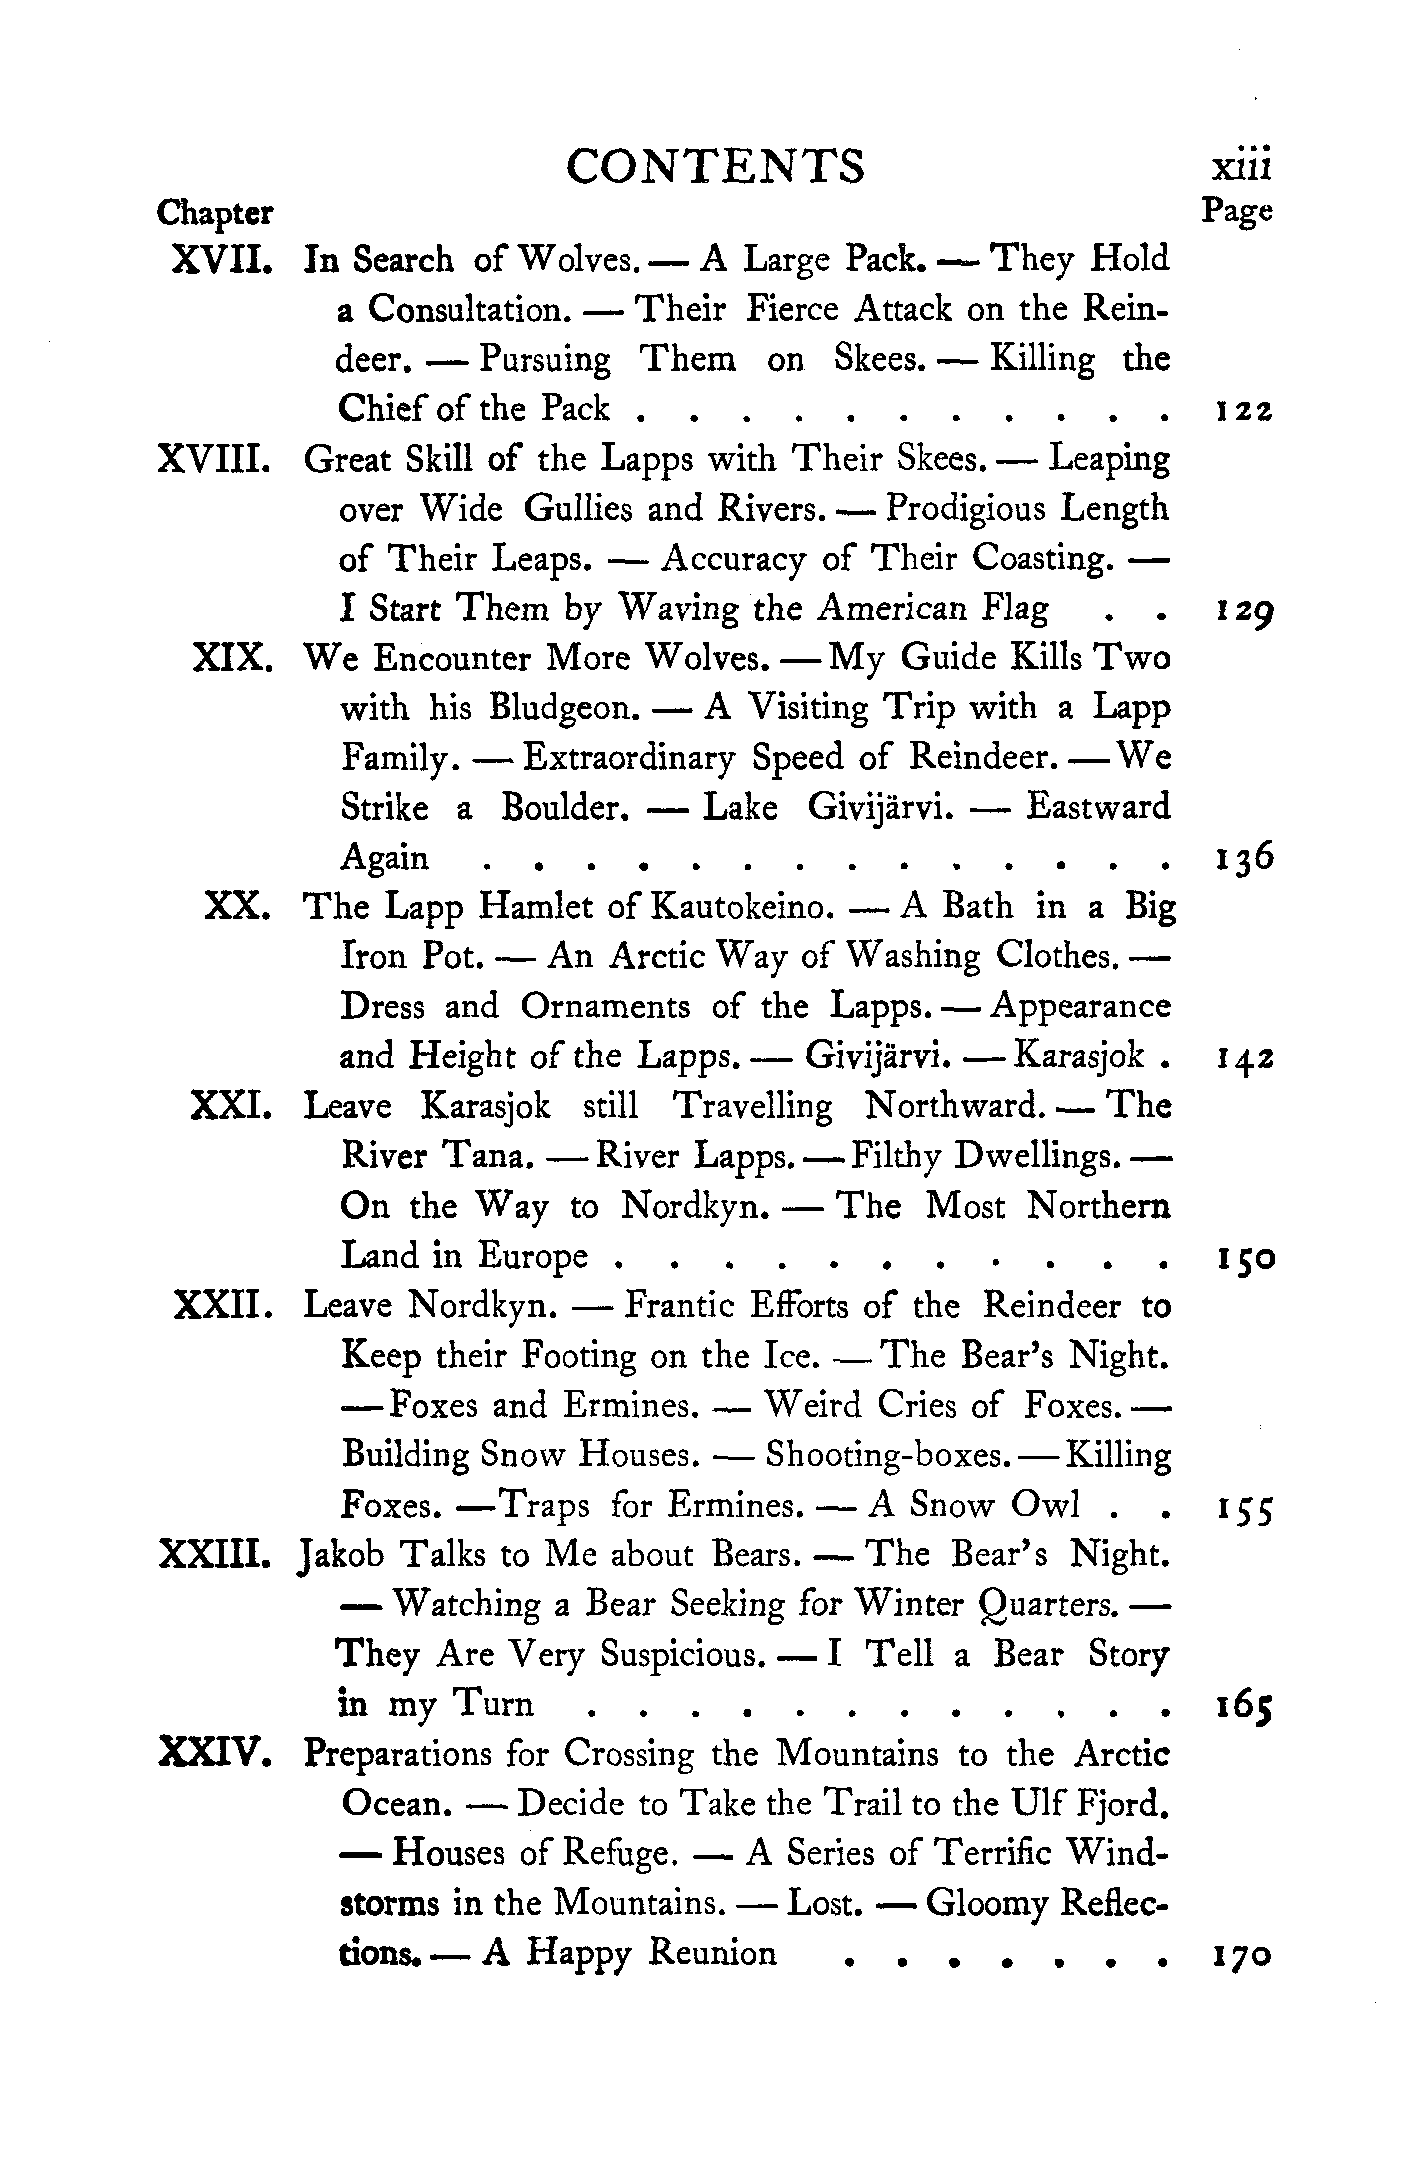 CONTENTS xiii
Chapter Page
XVII. In Search of Wolves. — A Large Pack. — They Hold
a Consultation. — Their Fierce Attack on the Rein-
deer. — Pursuing Them on Skees. — Killing the
Chief of the Pack . . . . . . . . . . . 122
XVIII. Great Skill of the Lapps with Their Skees. — Leaping
over Wide Gullies and Rivers. — Prodigious Length
of Their Leaps. — Accuracy of Their Coasting. —
I Start Them by Waving the American Flag . . 129
XIX. We Encounter More Wolves. — My Guide Kills Two
with his Bludgeon. — A Visiting Trip with a Lapp
Family. — Extraordinary Speed of Reindeer. — We
Strike a Boulder. — Lake Givijärvi. — Eastward
Again . . . . . . . . . . . . . . 136
XX. The Lapp Hamlet of Kautokeino. — A Bath in a Big
Iron Pot. — An Arctic Way of Washing Clothes. —
Dress and Ornaments of the Lapps. — Appearance
and Height of the Lapps. — Givijärvi. — Karasjok . 142
XXI. Leave Karasjok still Travelling Northward. — The
River Tana. — River Lapps. — Filthy Dwellings. —
On the Way to Nordkyn. — The Most Northern
Land in Europe . . . . . . . . . . . 150
XXII. Leave Nordkyn. — Frantic Efforts of the Reindeer to
Keep their Footing on the Ice. — The Bear's Night.
— Foxes and Ermines. — Weird Cries of Foxes. —
Building Snow Houses. — Shooting-boxes. — Killing
Foxes. — Traps for Ermines. — A Snow Owl . . 155
XXIII. Jakob Talks to Me about Bears. — The Bear's Night.
— Watching a Bear Seeking for Winter Quarters. —
They Are Very Suspicious. — I Tell a Bear Story
in my Turn . . . . . . . . . . . . 165
XXIV. Preparations for Crossing the Mountains to the Arctic
Ocean. — Decide to Take the Trail to the Ulf Fjord.
— Houses of Refuge. — A Series of Terrific Wind-
storms in the Mountains. — Lost. — Gloomy Reflec-
tions. — A Happy Reunion . . . . . . . 170